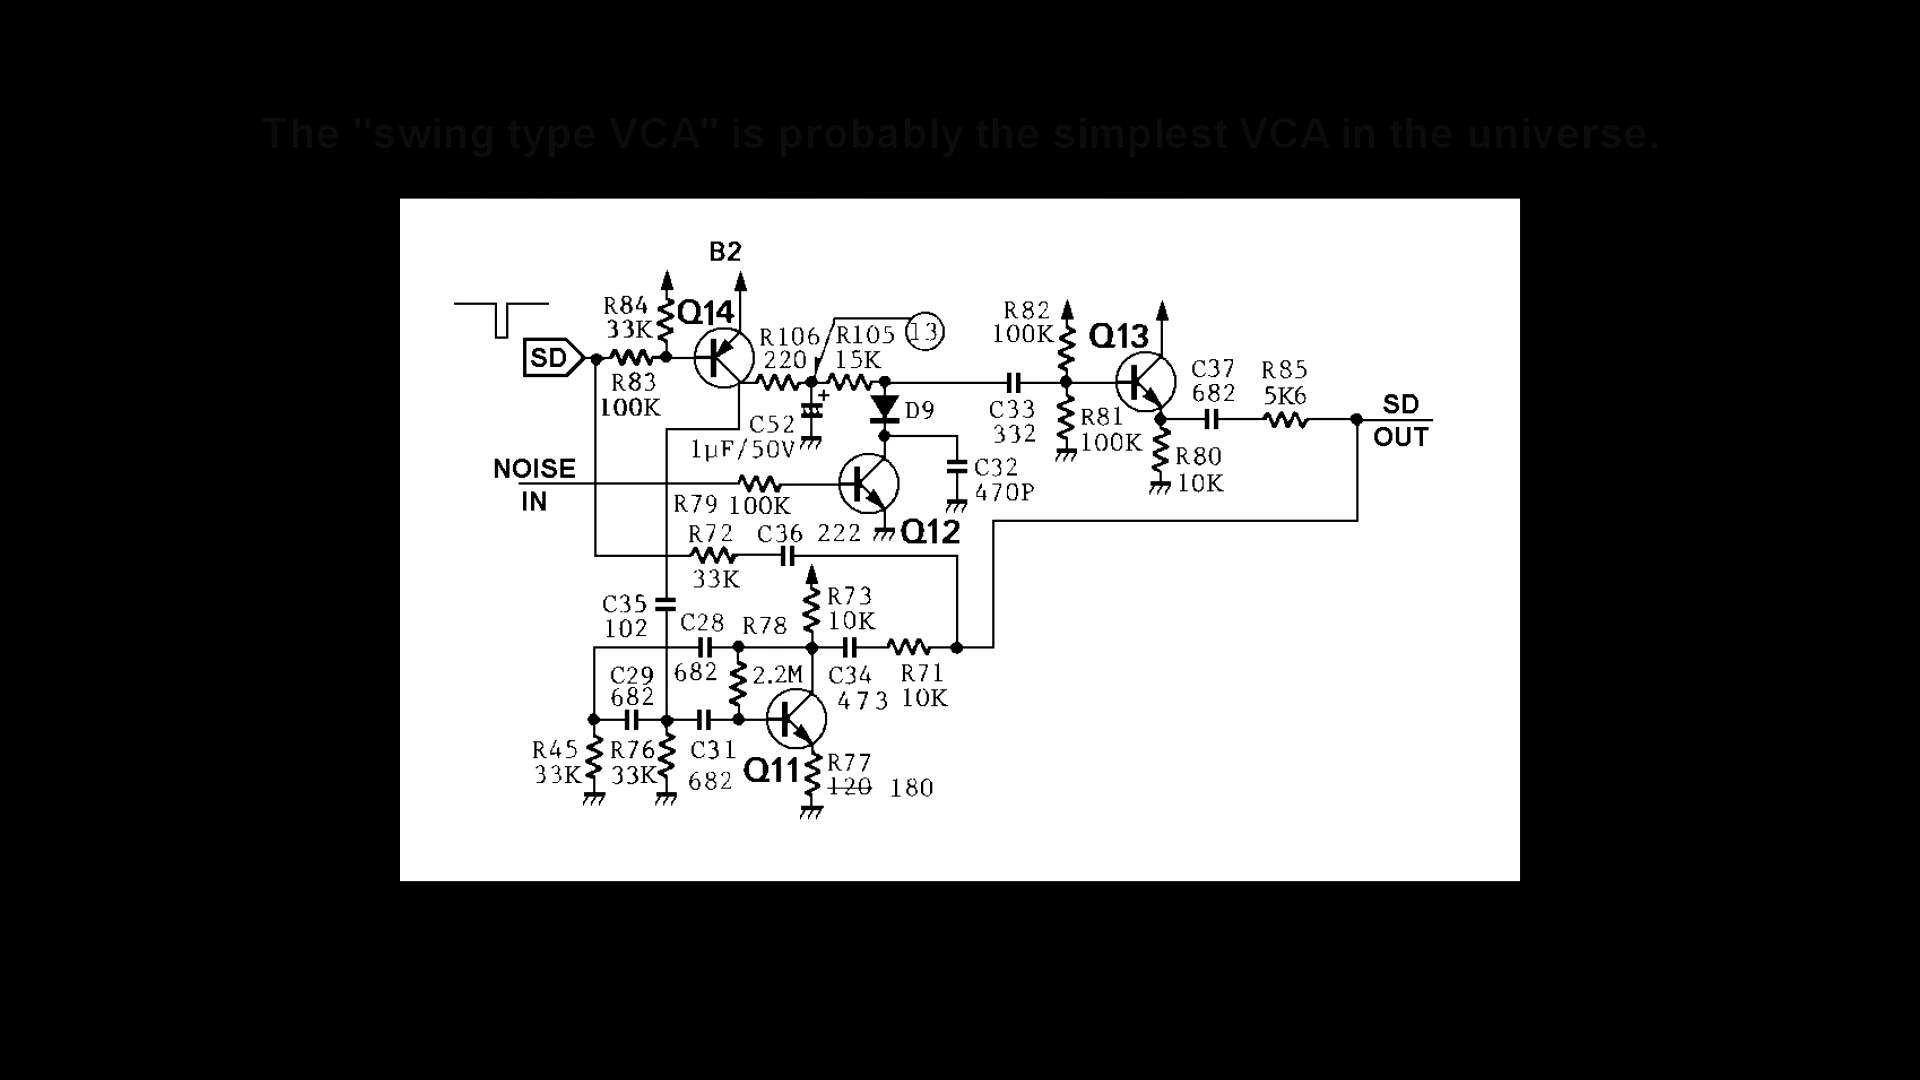 The "swing type VCA" is probably the simplest VCA in the universe.
B2
R84
33K
Q14
SD
R83
100K
R106
220
R105
15K
13
+
C52
1µF/50V
D9
R82
100K
Q13
C33
332
R81
100K
C37
682
R85
5K6
SD
OUT
R80
10K
NOISE
IN
R79 100K
C32
470P
Q12
R72
33K
C36 222
C35
102
C28
682
R78
2.2M
R73
10K
C34
473
R71
10K
C29
682
R45
33K
R76
33K
C31
682
Q11
R77
120 180